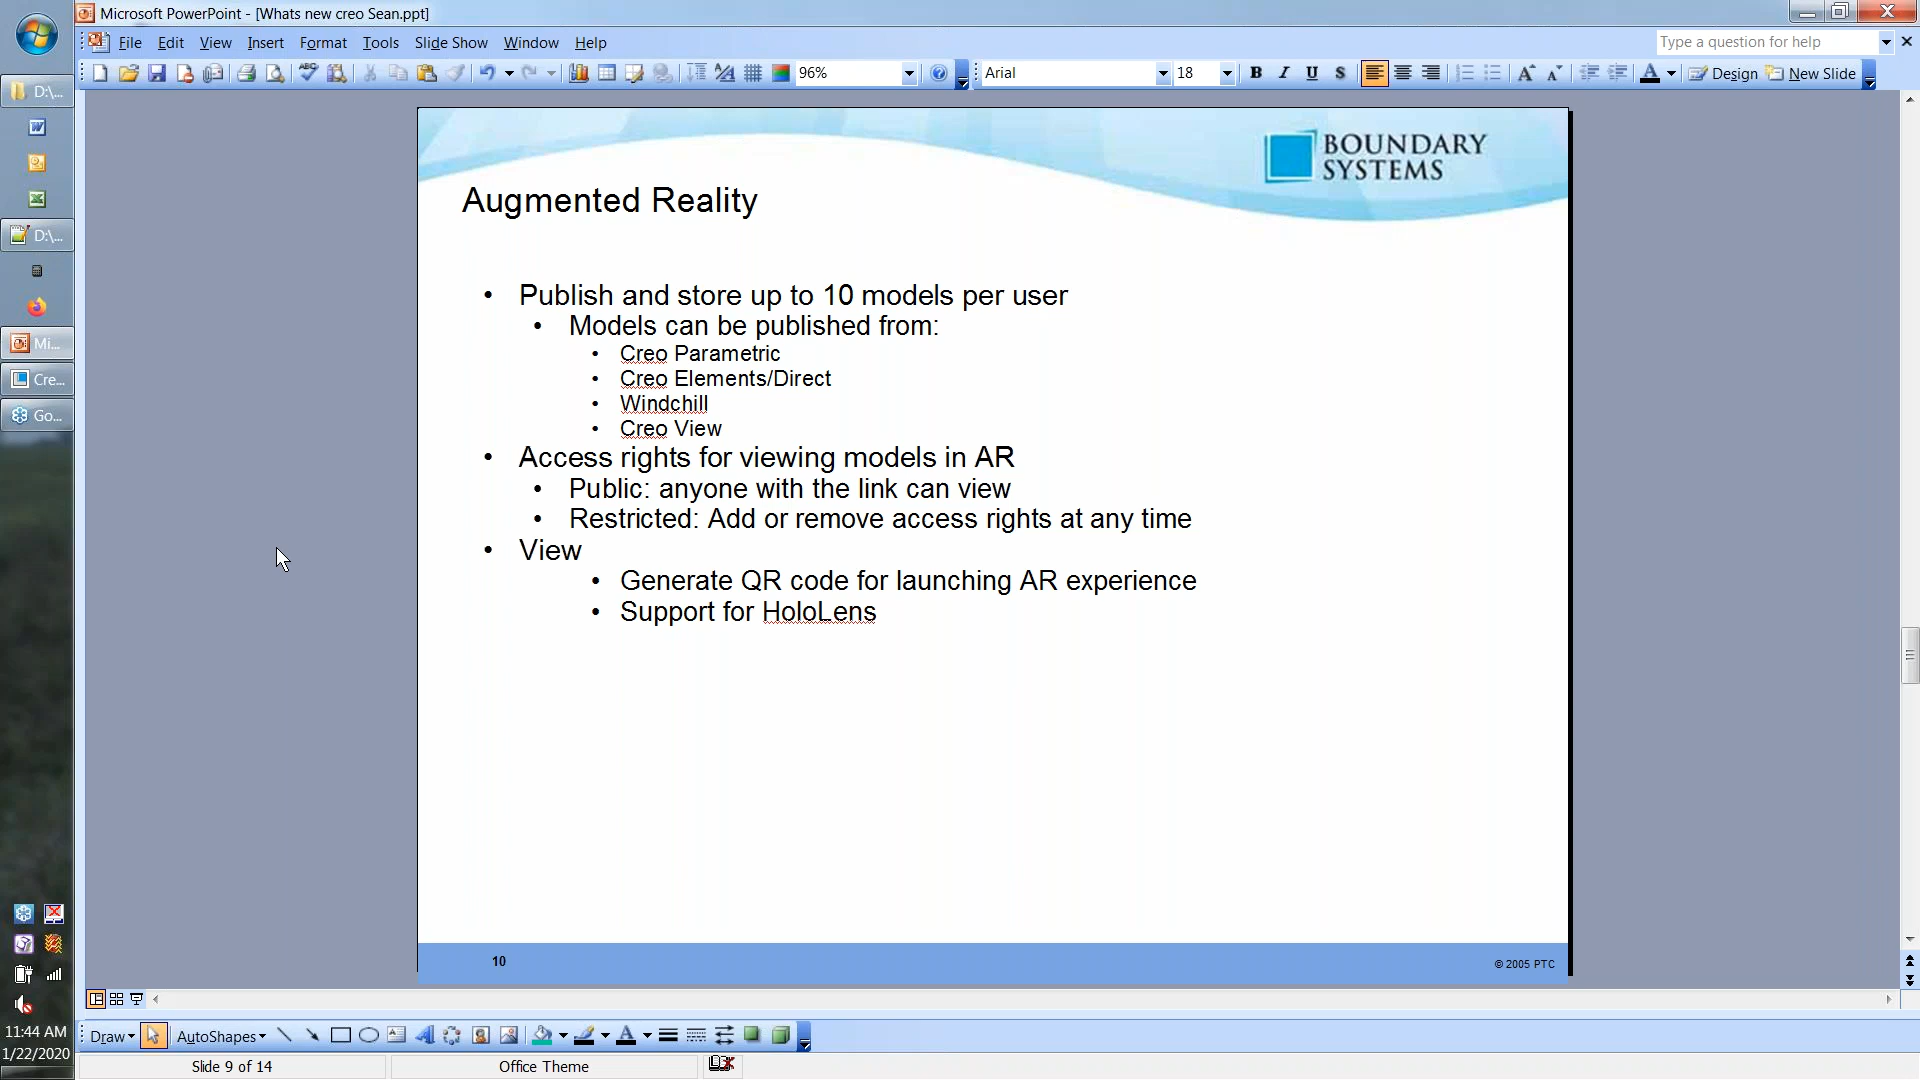 Microsoft PowerPoint - [Whats new creo Sean.ppt]
File Edit View Insert Format Tools Slide Show Window Help
Type a question for help
96%
Arial
18
B I U S
Design
New Slide
D:\...
D:\...
Mi...
Cre...
Go...
BOUNDARY
SYSTEMS
Augmented Reality
• Publish and store up to 10 models per user
• Models can be published from:
• Creo Parametric
• Creo Elements/Direct
• Windchill
• Creo View
• Access rights for viewing models in AR
• Public: anyone with the link can view
• Restricted: Add or remove access rights at any time
• View
• Generate QR code for launching AR experience
• Support for HoloLens
10
© 2005 PTC
11:44 AM
1/22/2020
Draw
AutoShapes
Slide 9 of 14
Office Theme